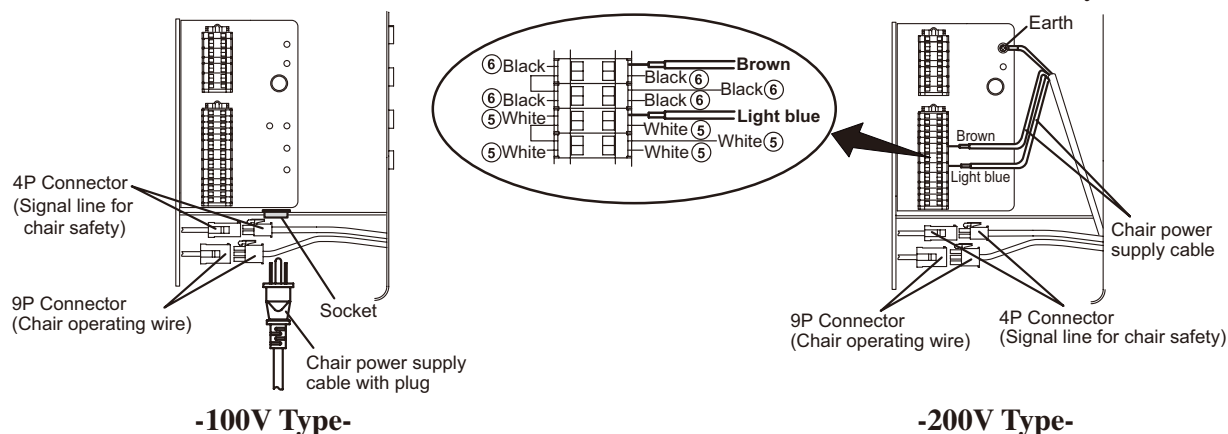 4P Connector
(Signal line for
chair safety)
9P Connector
(Chair operating wire)
Socket
Chair power supply
cable with plug
-100V Type-
⑥Black
Brown
Black⑥
Black⑥
⑥Black
Black⑥
⑤White
Light blue
White⑤
White⑤
⑤White
White⑤
Earth
Brown
Light blue
Chair power
supply cable
9P Connector
(Chair operating wire)
4P Connector
(Signal line for chair safety)
-200V Type-